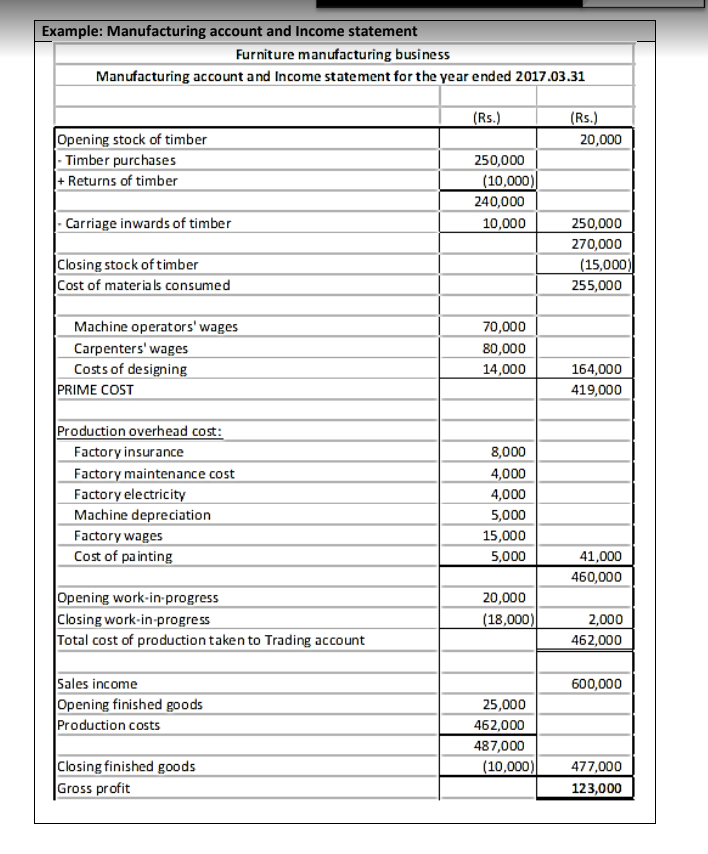 Example: Manufacturing account and Income statement
Furniture manufacturing business
Manufacturing account and Income statement for the year ended 2017.03.31
(Rs.) (Rs.)
Opening stock of timber 20,000
- Timber purchases 250,000
+ Returns of timber (10,000)
240,000
- Carriage inwards of timber 10,000 250,000
270,000
Closing stock of timber (15,000)
Cost of materials consumed 255,000
Machine operators' wages 70,000
Carpenters' wages 80,000
Costs of designing 14,000 164,000
PRIME COST 419,000
Production overhead cost:
Factory insurance 8,000
Factory maintenance cost 4,000
Factory electricity 4,000
Machine depreciation 5,000
Factory wages 15,000
Cost of painting 5,000 41,000
460,000
Opening work-in-progress 20,000
Closing work-in-progress (18,000) 2,000
Total cost of production taken to Trading account 462,000
Sales income 600,000
Opening finished goods 25,000
Production costs 462,000
487,000
Closing finished goods (10,000) 477,000
Gross profit 123,000